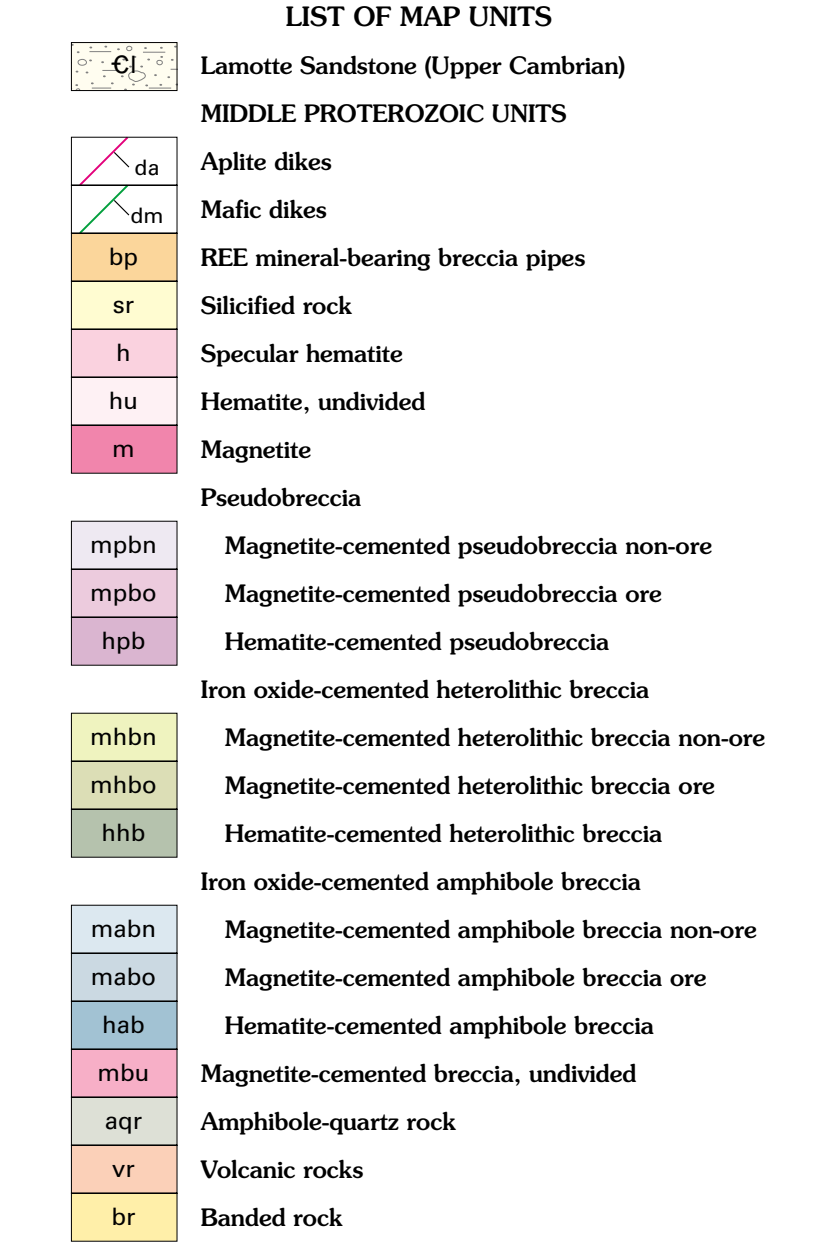 LIST OF MAP UNITS
Єl Lamotte Sandstone (Upper Cambrian)
MIDDLE PROTEROZOIC UNITS
da Aplite dikes
dm Mafic dikes
bp REE mineral-bearing breccia pipes
sr Silicified rock
h Specular hematite
hu Hematite, undivided
m Magnetite
Pseudobreccia
mpbn Magnetite-cemented pseudobreccia non-ore
mpbo Magnetite-cemented pseudobreccia ore
hpb Hematite-cemented pseudobreccia
Iron oxide-cemented heterolithic breccia
mhbn Magnetite-cemented heterolithic breccia non-ore
mhbo Magnetite-cemented heterolithic breccia ore
hhb Hematite-cemented heterolithic breccia
Iron oxide-cemented amphibole breccia
mabn Magnetite-cemented amphibole breccia non-ore
mabo Magnetite-cemented amphibole breccia ore
hab Hematite-cemented amphibole breccia
mbu Magnetite-cemented breccia, undivided
aqr Amphibole-quartz rock
vr Volcanic rocks
br Banded rock